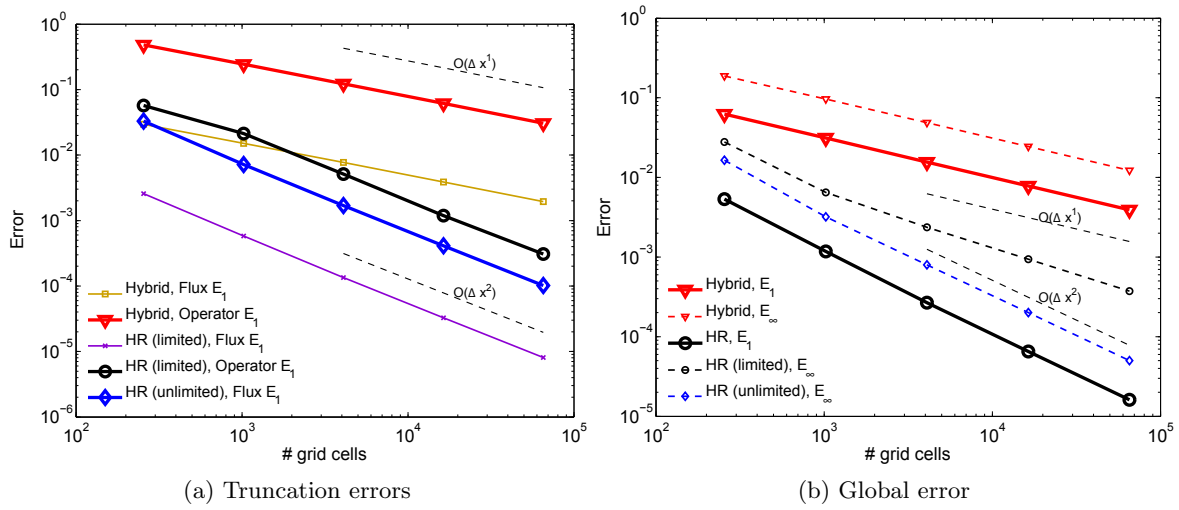 10^0
10^-1
10^-2
10^-3
10^-4
10^-5
10^-6
Error
O(Δ x^1)
O(Δ x^2)
Hybrid, Flux E_1
Hybrid, Operator E_1
HR (limited), Flux E_1
HR (limited), Operator E_1
HR (unlimited), Flux E_1
10^2 10^3 10^4 10^5
# grid cells
(a) Truncation errors
10^0
10^-1
10^-2
10^-3
10^-4
10^-5
Error
O(Δ x^1)
O(Δ x^2)
Hybrid, E_1
Hybrid, E_∞
HR, E_1
HR (limited), E_∞
HR (unlimited), E_∞
10^2 10^3 10^4 10^5
# grid cells
(b) Global error